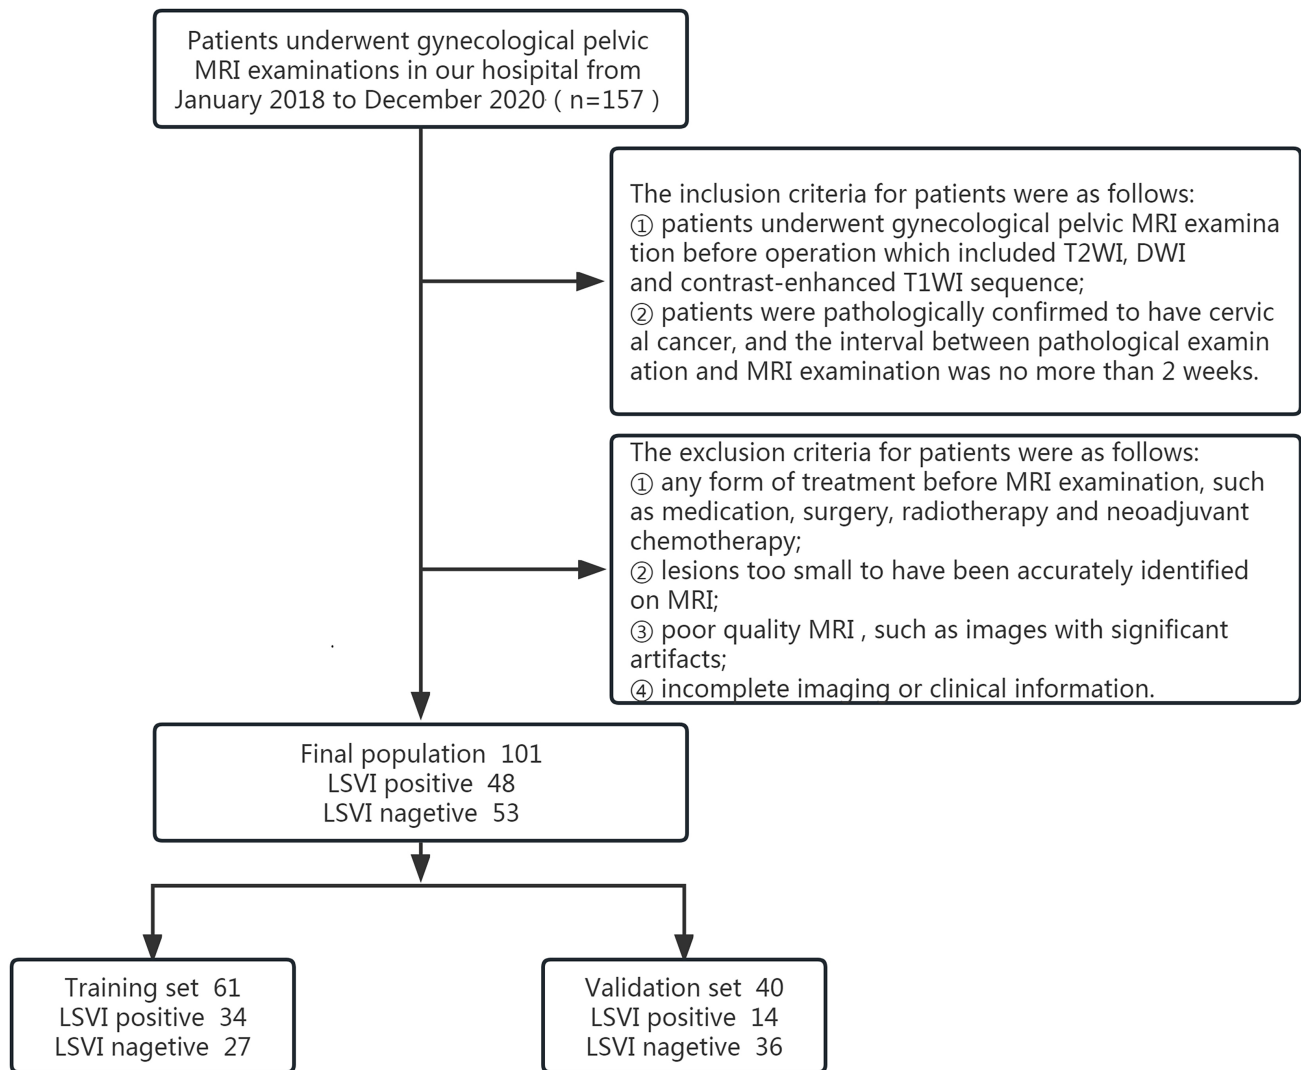 Patients underwent gynecological pelvic
MRI examinations in our hosipital from
January 2018 to December 2020 ( n=157 )
The inclusion criteria for patients were as follows:
① patients underwent gynecological pelvic MRI examina
tion before operation which included T2WI, DWI
and contrast-enhanced T1WI sequence;
② patients were pathologically confirmed to have cervic
al cancer, and the interval between pathological examin
ation and MRI examination was no more than 2 weeks.
The exclusion criteria for patients were as follows:
① any form of treatment before MRI examination, such
as medication, surgery, radiotherapy and neoadjuvant
chemotherapy;
② lesions too small to have been accurately identified
on MRI;
③ poor quality MRI , such as images with significant
artifacts;
④ incomplete imaging or clinical information.
Final population 101
LSVI positive 48
LSVI nagetive 53
Training set 61
LSVI positive 34
LSVI nagetive 27
Validation set 40
LSVI positive 14
LSVI nagetive 36